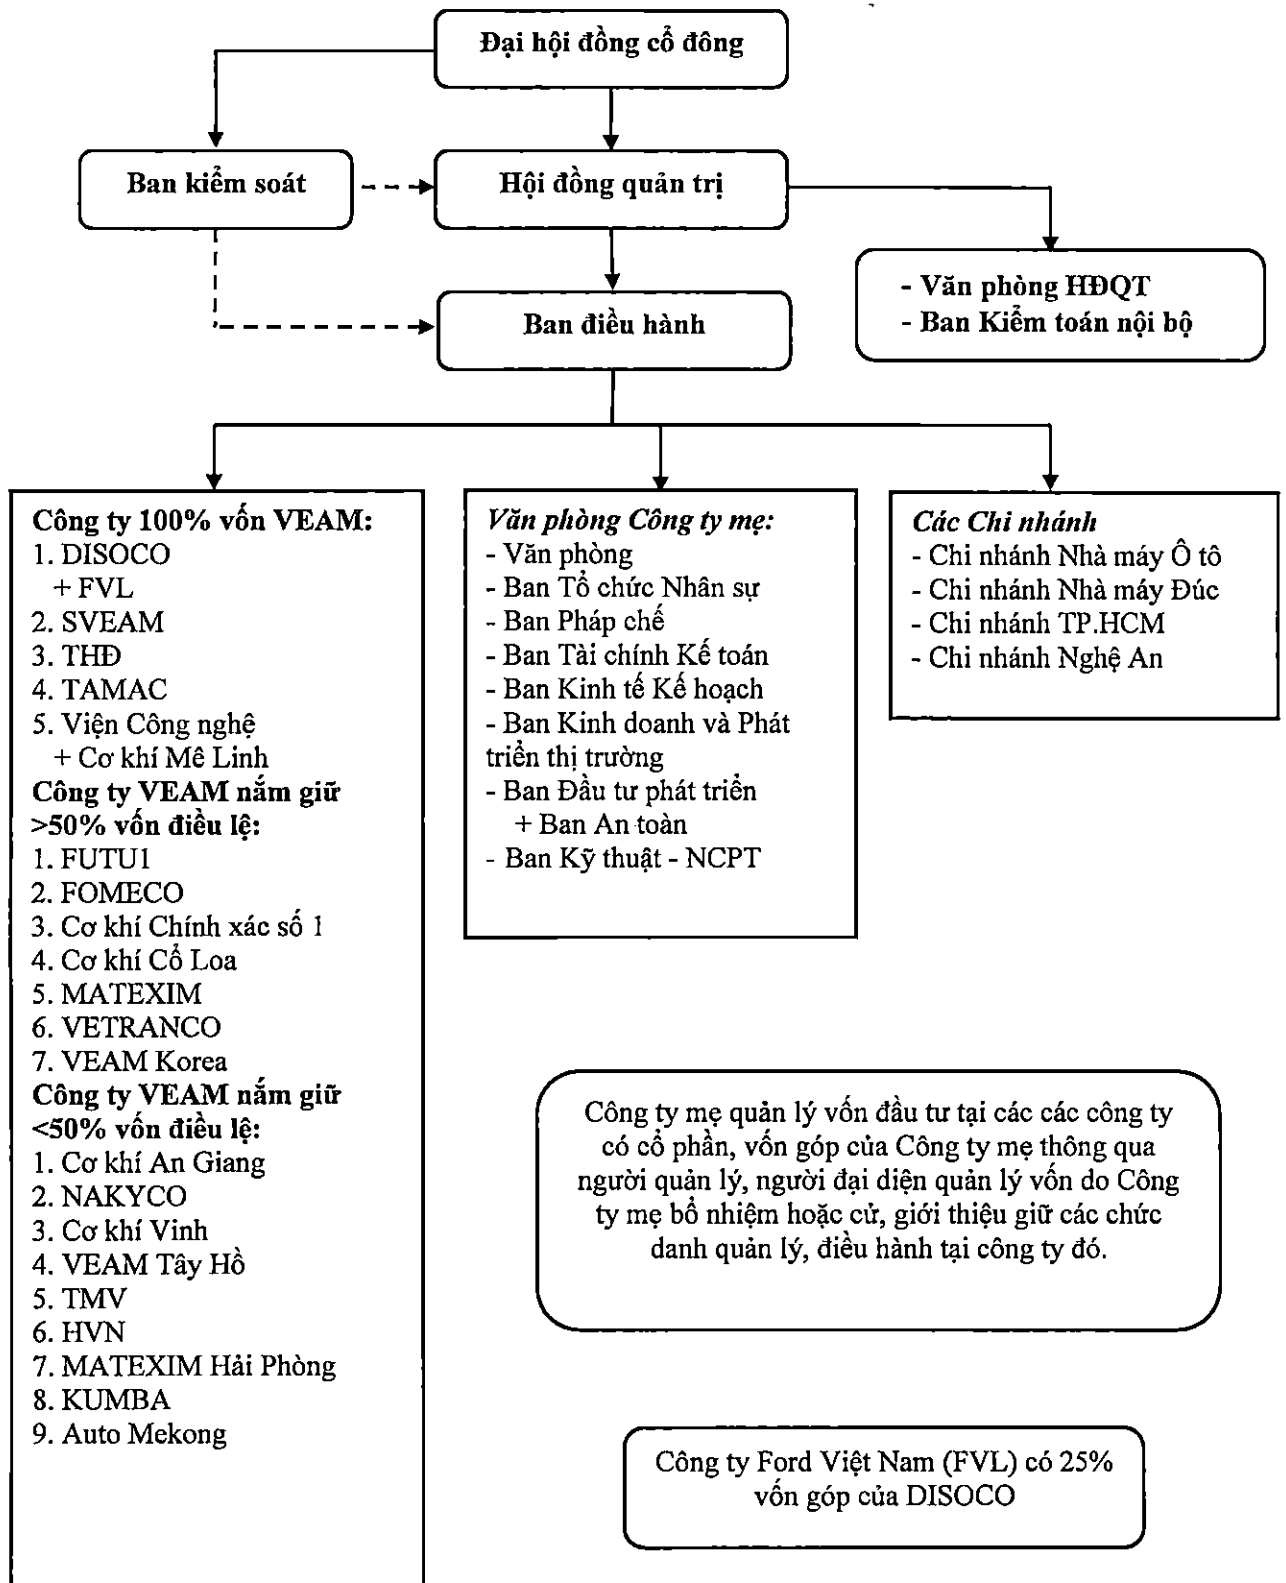 Đại hội đồng cổ đông
Ban kiểm soát
Hội đồng quản trị
- Văn phòng HĐQT
- Ban Kiểm toán nội bộ
Ban điều hành
Công ty 100% vốn VEAM:
1. DISOCO
+ FVL
2. SVEAM
3. THĐ
4. TAMAC
5. Viện Công nghệ
+ Cơ khí Mê Linh
Công ty VEAM nắm giữ
>50% vốn điều lệ:
1. FUTU1
2. FOMECO
3. Cơ khí Chính xác số 1
4. Cơ khí Cổ Loa
5. MATEXIM
6. VETRANCO
7. VEAM Korea
Công ty VEAM nắm giữ
<50% vốn điều lệ:
1. Cơ khí An Giang
2. NAKYCO
3. Cơ khí Vinh
4. VEAM Tây Hồ
5. TMV
6. HVN
7. MATEXIM Hải Phòng
8. KUMBA
9. Auto Mekong
Văn phòng Công ty mẹ:
- Văn phòng
- Ban Tổ chức Nhân sự
- Ban Pháp chế
- Ban Tài chính Kế toán
- Ban Kinh tế Kế hoạch
- Ban Kinh doanh và Phát
triển thị trường
- Ban Đầu tư phát triển
+ Ban An toàn
- Ban Kỹ thuật - NCPT
Các Chi nhánh
- Chi nhánh Nhà máy Ô tô
- Chi nhánh Nhà máy Đúc
- Chi nhánh TP.HCM
- Chi nhánh Nghệ An
Công ty mẹ quản lý vốn đầu tư tại các các công ty
có cổ phần, vốn góp của Công ty mẹ thông qua
người quản lý, người đại diện quản lý vốn do Công
ty mẹ bổ nhiệm hoặc cử, giới thiệu giữ các chức
danh quản lý, điều hành tại công ty đó.
Công ty Ford Việt Nam (FVL) có 25%
vốn góp của DISOCO